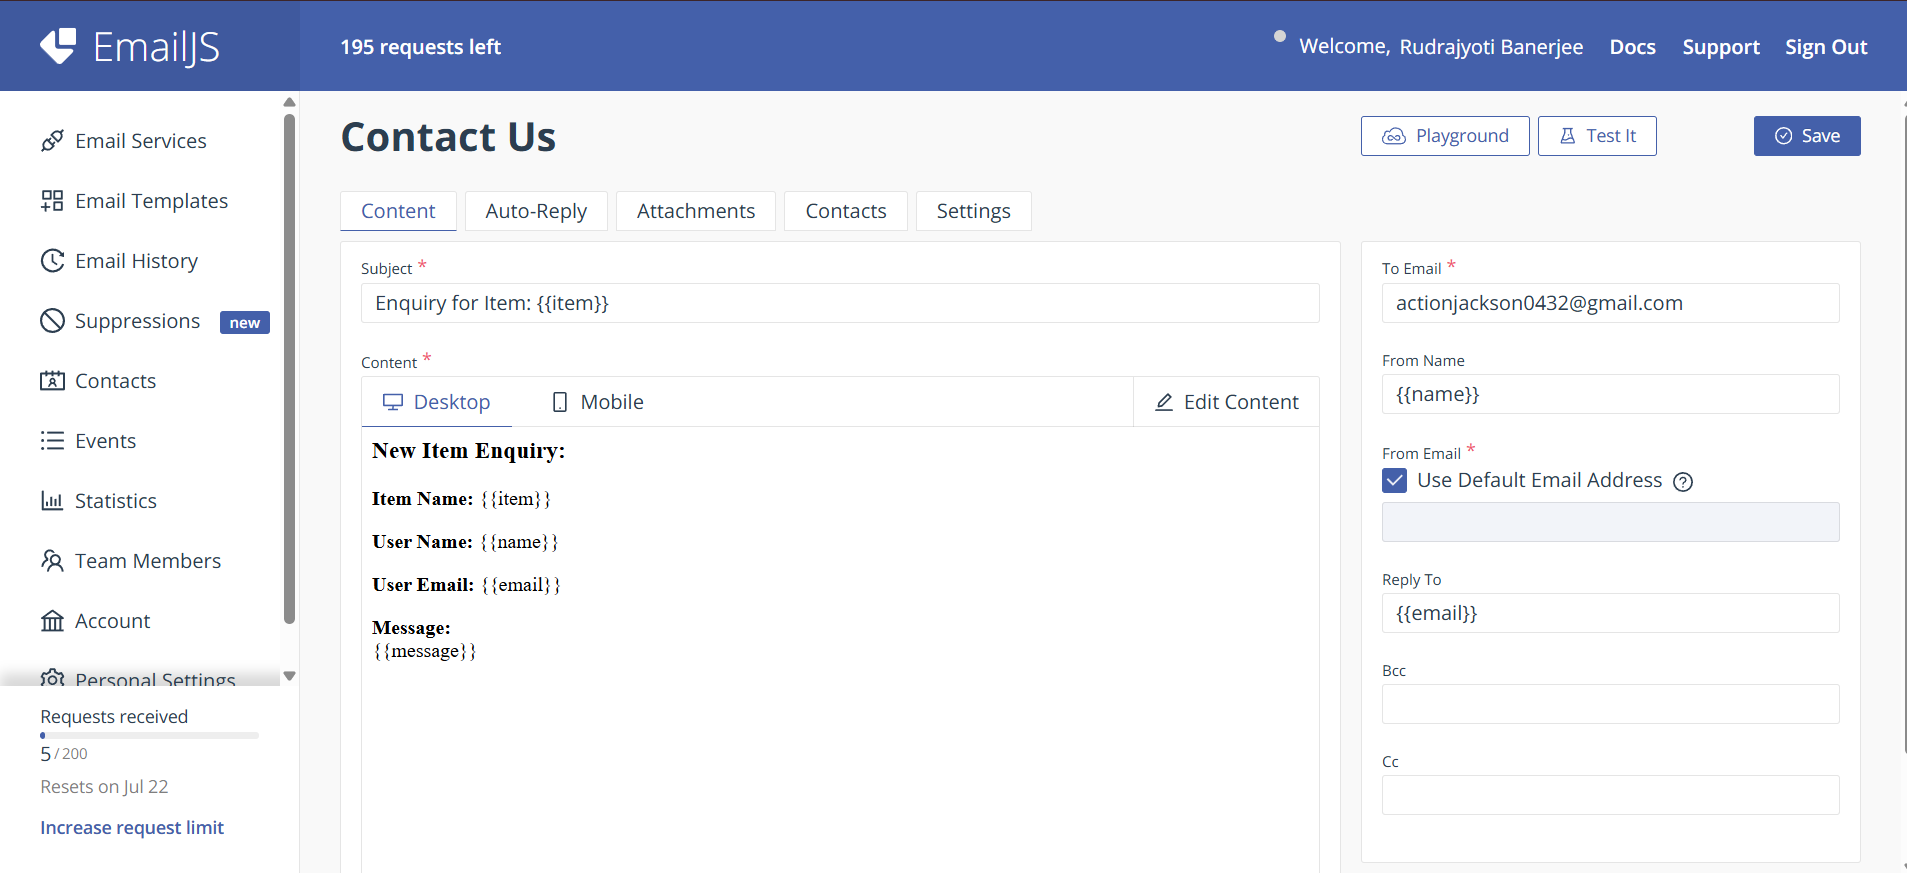 EmailJS
195 requests left
Welcome, Rudrajyoti Banerjee
Docs
Support
Sign Out
Email Services
Email Templates
Email History
Suppressions new
Contacts
Events
Statistics
Team Members
Account
Personal Settings
Requests received
5 / 200
Resets on Jul 22
Increase request limit
Contact Us
Playground
Test It
Save
Content
Auto-Reply
Attachments
Contacts
Settings
Subject *
Enquiry for Item: {{item}}
Content *
Desktop
Mobile
Edit Content
New Item Enquiry:
Item Name: {{item}}
User Name: {{name}}
User Email: {{email}}
Message:
{{message}}
To Email *
actionjackson0432@gmail.com
From Name
{{name}}
From Email *
Use Default Email Address ?
Reply To
{{email}}
Bcc
Cc